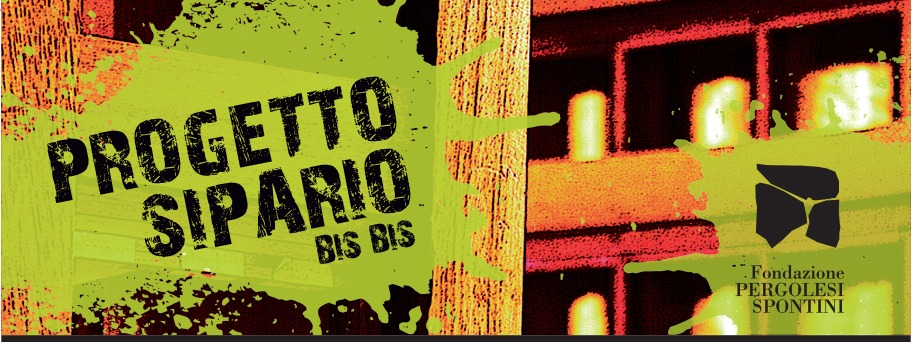 PROGETTO
SIPARIO
BIS BIS
Fondazione
PERGOLESI
SPONTINI